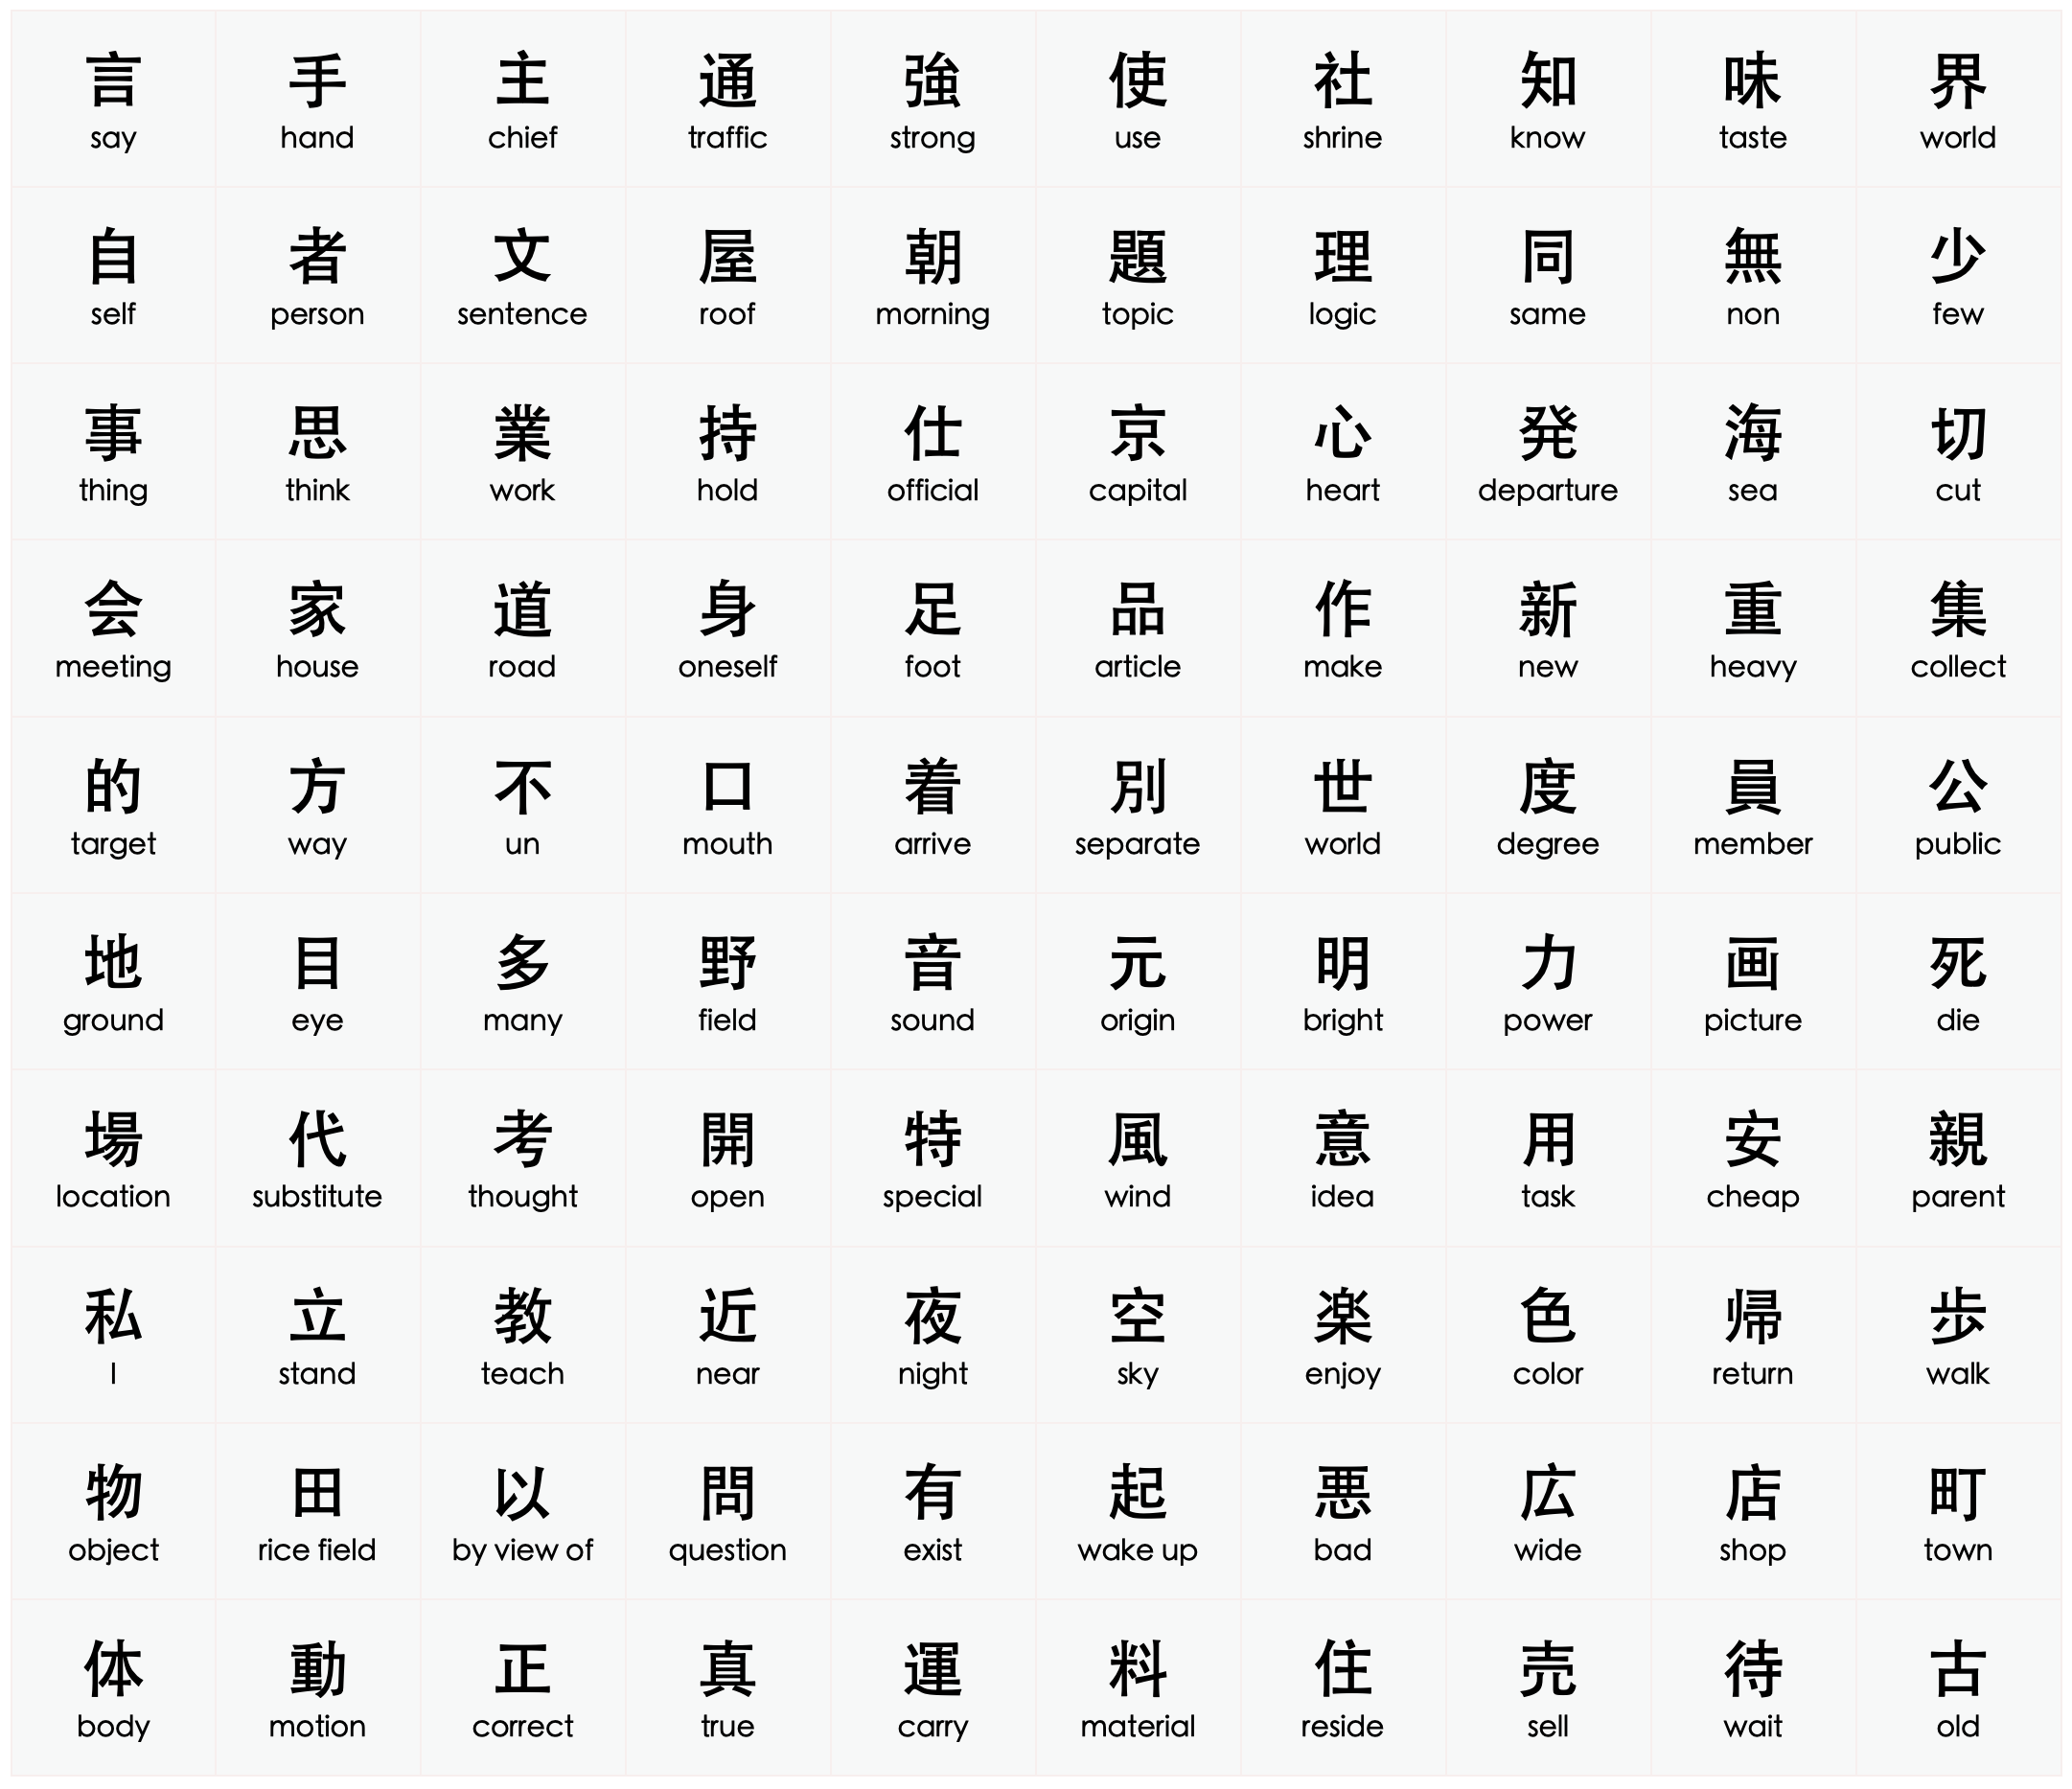 言 手 主 通 強 使 社 知 味 界
say hand chief traffic strong use shrine know taste world
自 者 文 屋 朝 題 理 同 無 少
self person sentence roof morning topic logic same non few
事 思 業 持 仕 京 心 発 海 切
thing think work hold official capital heart departure sea cut
会 家 道 身 足 品 作 新 重 集
meeting house road oneself foot article make new heavy collect
的 方 不 口 着 別 世 度 員 公
target way un mouth arrive separate world degree member public
地 目 多 野 音 元 明 力 画 死
ground eye many field sound origin bright power picture die
場 代 考 開 特 風 意 用 安 親
location substitute thought open special wind idea task cheap parent
私 立 教 近 夜 空 楽 色 帰 歩
I stand teach near night sky enjoy color return walk
物 田 以 問 有 起 悪 広 店 町
object rice field by view of question exist wake up bad wide shop town
体 動 正 真 運 料 住 売 待 古
body motion correct true carry material reside sell wait old